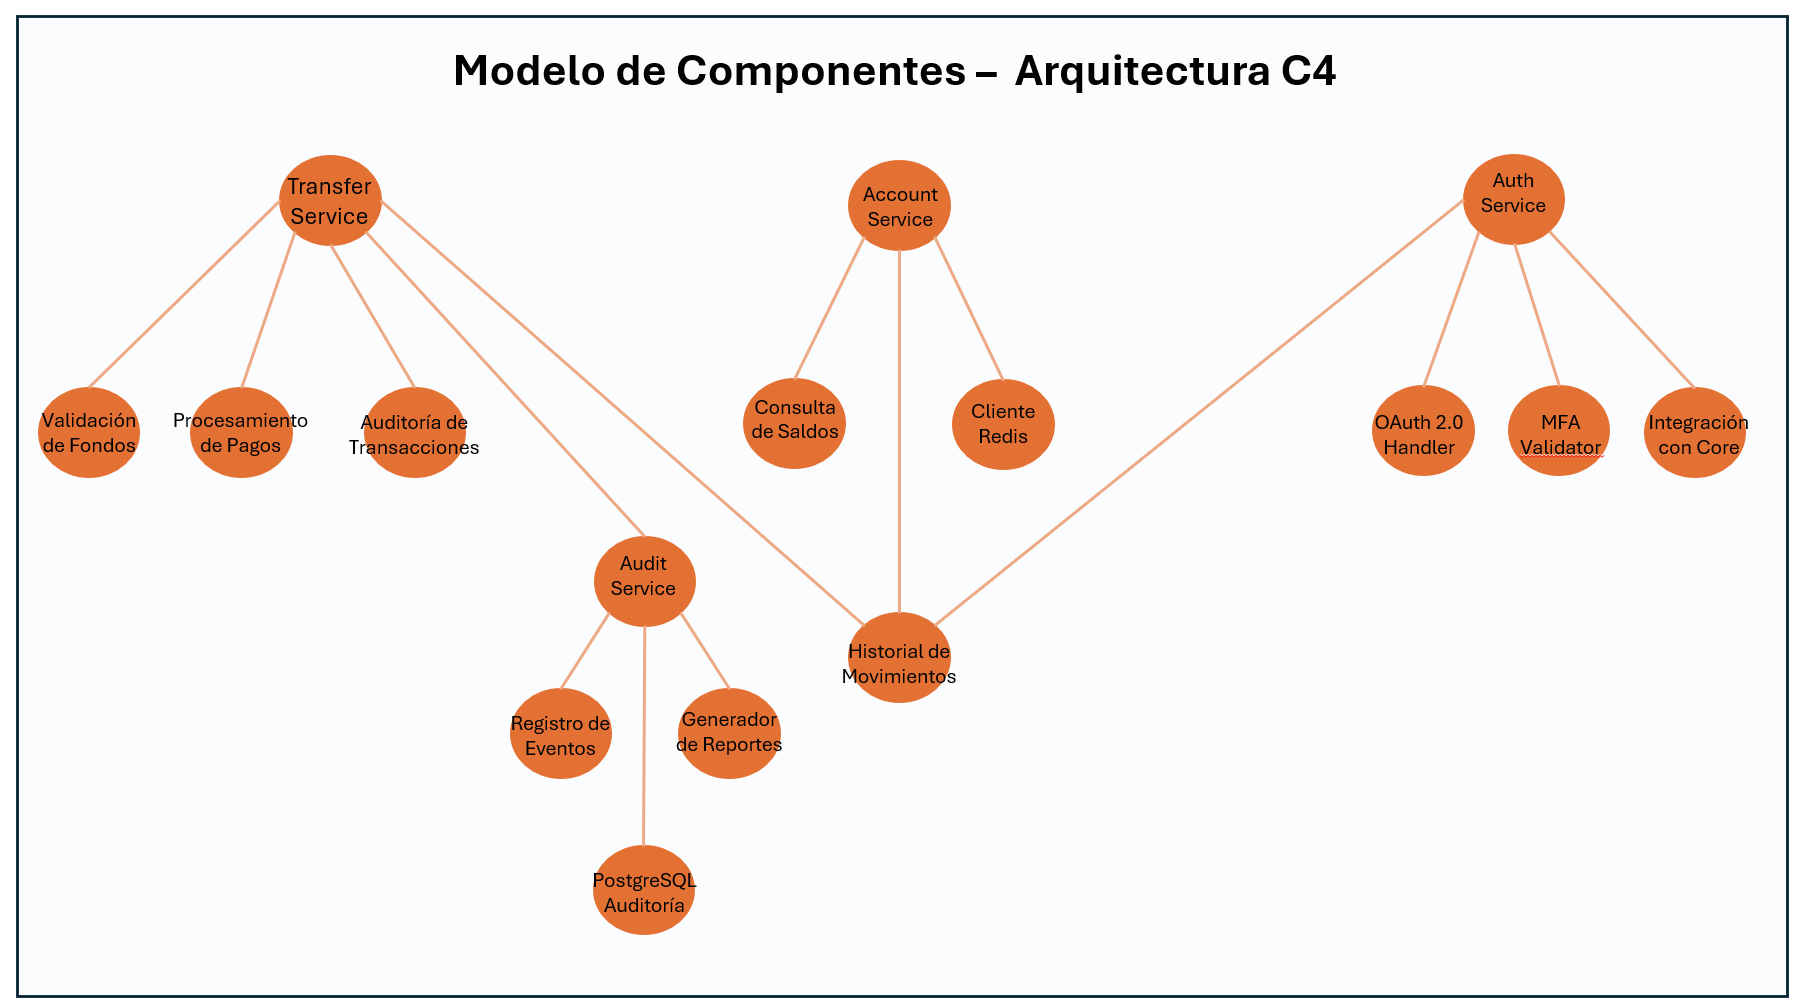 Modelo de Componentes – Arquitectura C4
Transfer
Service
Account
Service
Auth
Service
Validación
de Fondos
Procesamiento
de Pagos
Auditoría de
Transacciones
Consulta
de Saldos
Cliente
Redis
OAuth 2.0
Handler
MFA
Validator
Integración
con Core
Audit
Service
Historial de
Movimientos
Registro de
Eventos
Generador
de Reportes
PostgreSQL
Auditoría